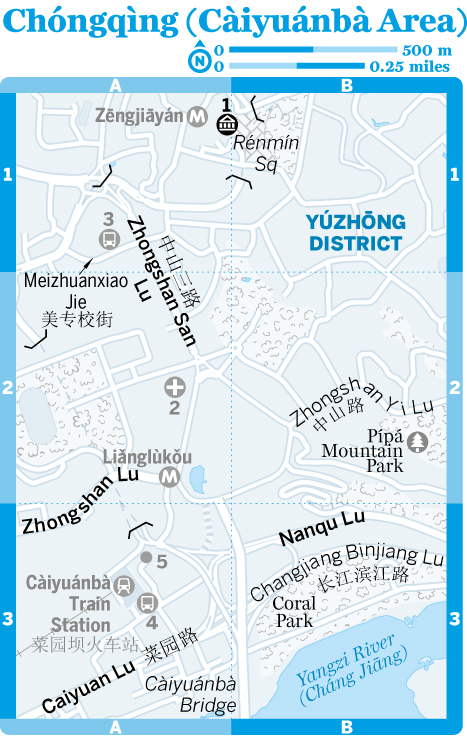 Chóngqìng (Càiyuánbà Area)
N
0 500 m
0 0.25 miles
A
B
Zēngjiāyán M
1
Rénmín
Sq
1
1
3
YÚZHŌNG
DISTRICT
Zhongshan San
Lu
中山三路
Meizhuanxiao
Jie
美专校街
2
2
2
Zhongshan Yi Lu
中山路
Pípá
Mountain
Park
Liǎnglùkǒu
M
Zhongshan Lu
Nanqu Lu
5
Changjiang Binjiang Lu
长江滨江路
Càiyuánbà
Train
Station
菜园坝火车站
4
Coral
Park
3
3
Caiyuan Lu 菜园路
Yangzi River
(Cháng Jiāng)
Càiyuánbà
Bridge
A
B